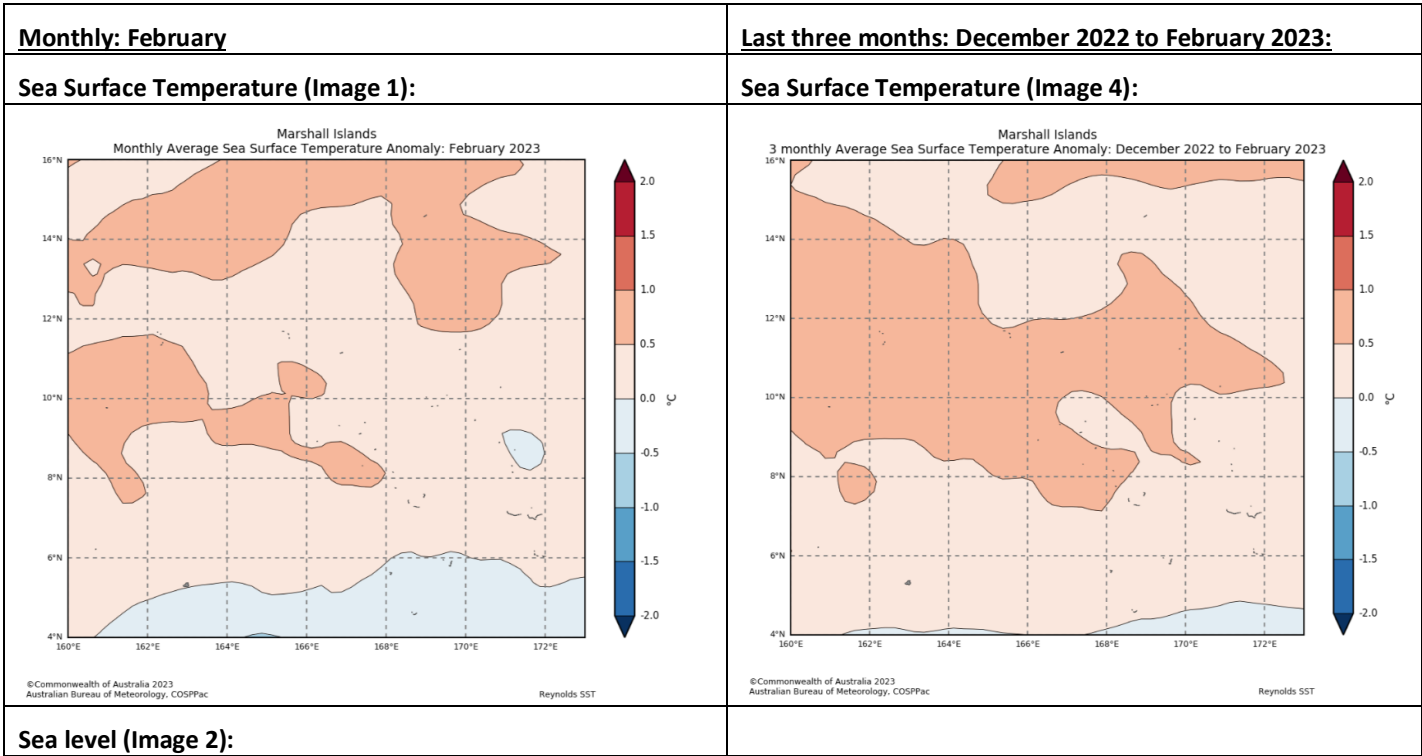 Monthly: February
Last three months: December 2022 to February 2023:
Sea Surface Temperature (Image 1):
Sea Surface Temperature (Image 4):
Marshall Islands
Monthly Average Sea Surface Temperature Anomaly: February 2023
16°N
14°N
12°N
10°N
8°N
6°N
4°N
160°E 162°E 164°E 166°E 168°E 170°E 172°E
2.0
1.5
1.0
0.5
0.0
-0.5
-1.0
-1.5
-2.0
°C
©Commonwealth of Australia 2023
Australian Bureau of Meteorology, COSPPac
Reynolds SST
Marshall Islands
3 monthly Average Sea Surface Temperature Anomaly: December 2022 to February 2023
16°N
14°N
12°N
10°N
8°N
6°N
4°N
160°E 162°E 164°E 166°E 168°E 170°E 172°E
2.0
1.5
1.0
0.5
0.0
-0.5
-1.0
-1.5
-2.0
°C
©Commonwealth of Australia 2023
Australian Bureau of Meteorology, COSPPac
Reynolds SST
Sea level (Image 2):